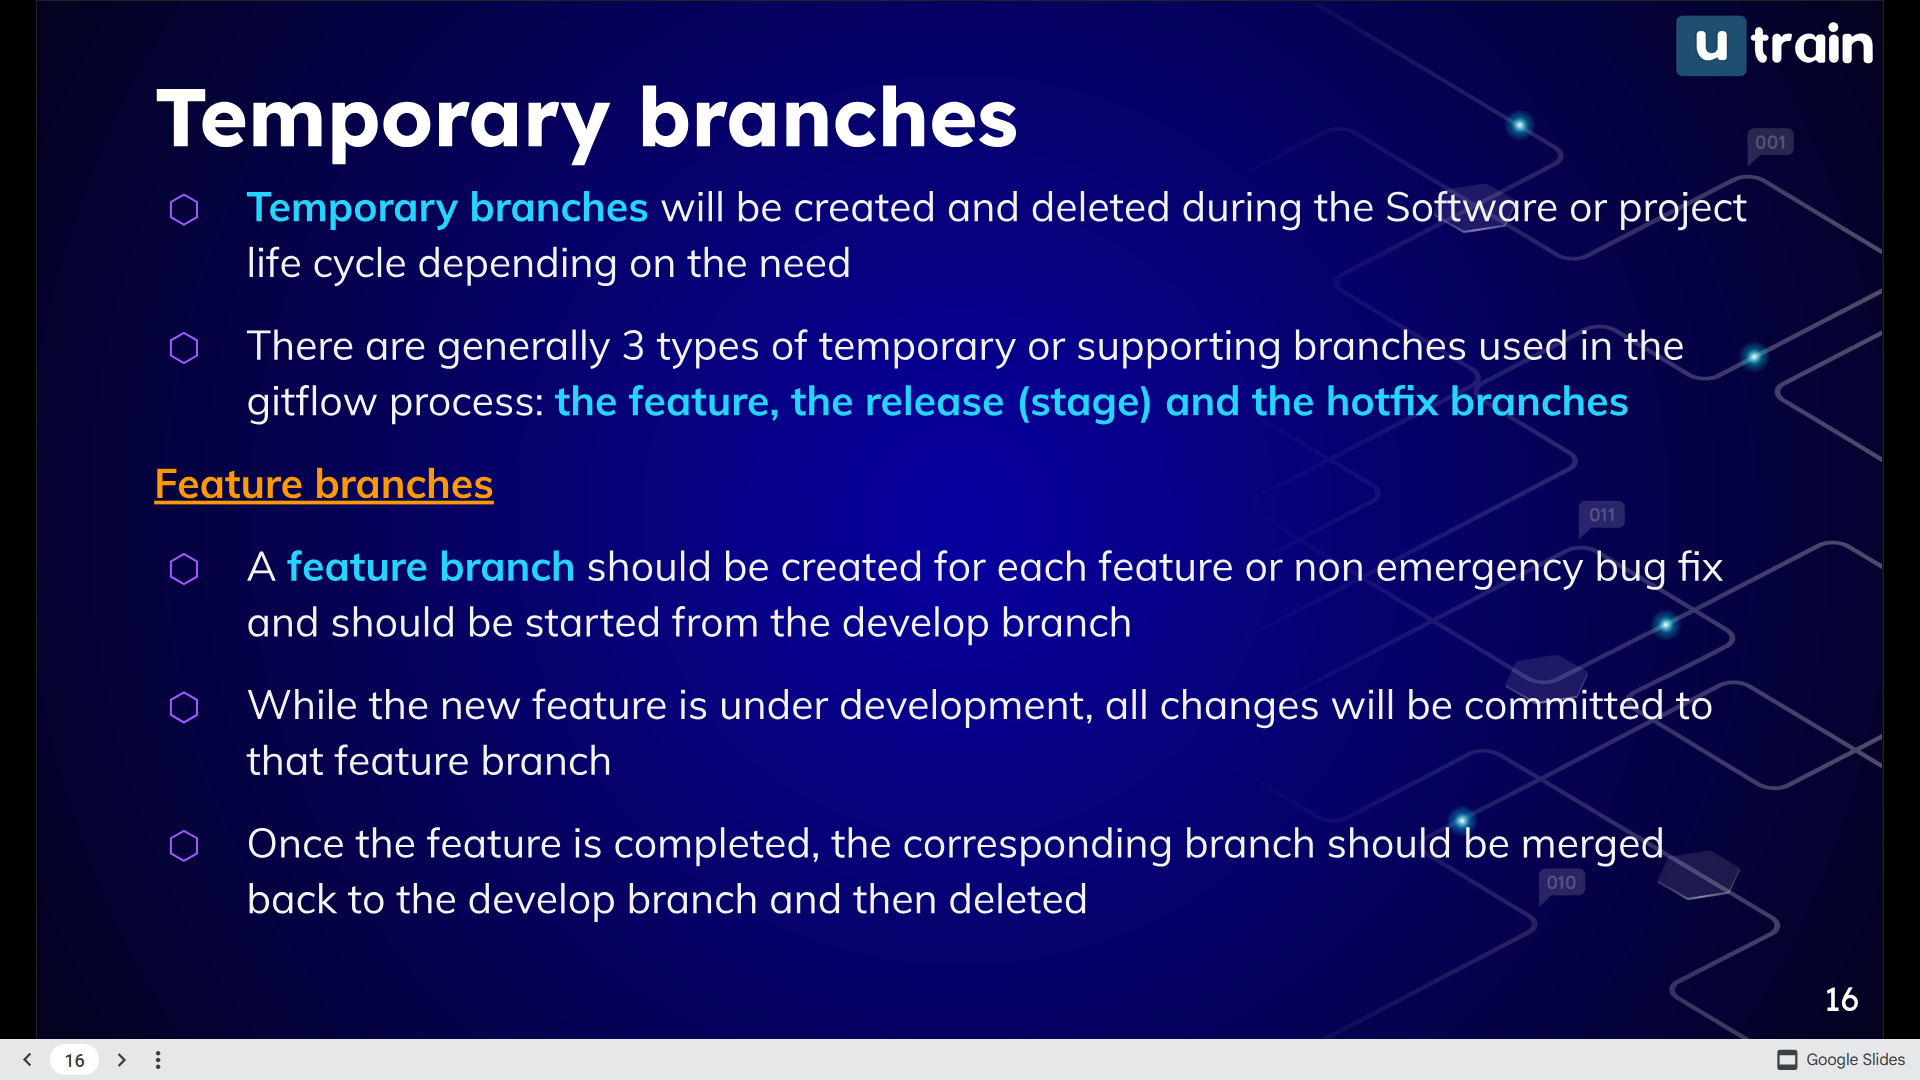 u train
Temporary branches
001
Temporary branches will be created and deleted during the Software or project
life cycle depending on the need
There are generally 3 types of temporary or supporting branches used in the
gitflow process: the feature, the release (stage) and the hotfix branches
Feature branches
011
A feature branch should be created for each feature or non emergency bug fix
and should be started from the develop branch
While the new feature is under development, all changes will be committed to
that feature branch
Once the feature is completed, the corresponding branch should be merged
back to the develop branch and then deleted
010
16
16
Google Slides